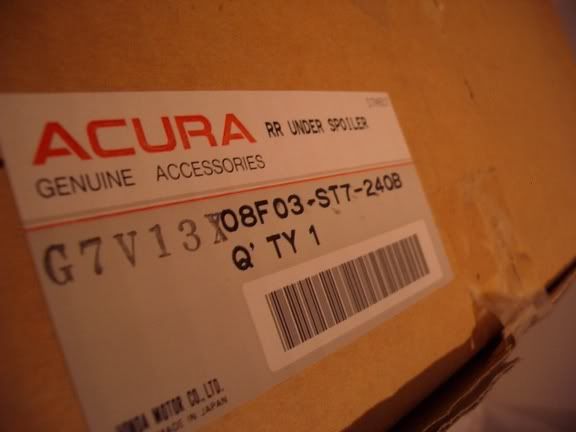 ACURA RR UNDER SPOILER
GENUINE ACCESSORIES
G7V13X 08F03-ST7-240B
Q'TY 1
HONDA MOTOR CO.,LTD.
MADE IN JAPAN